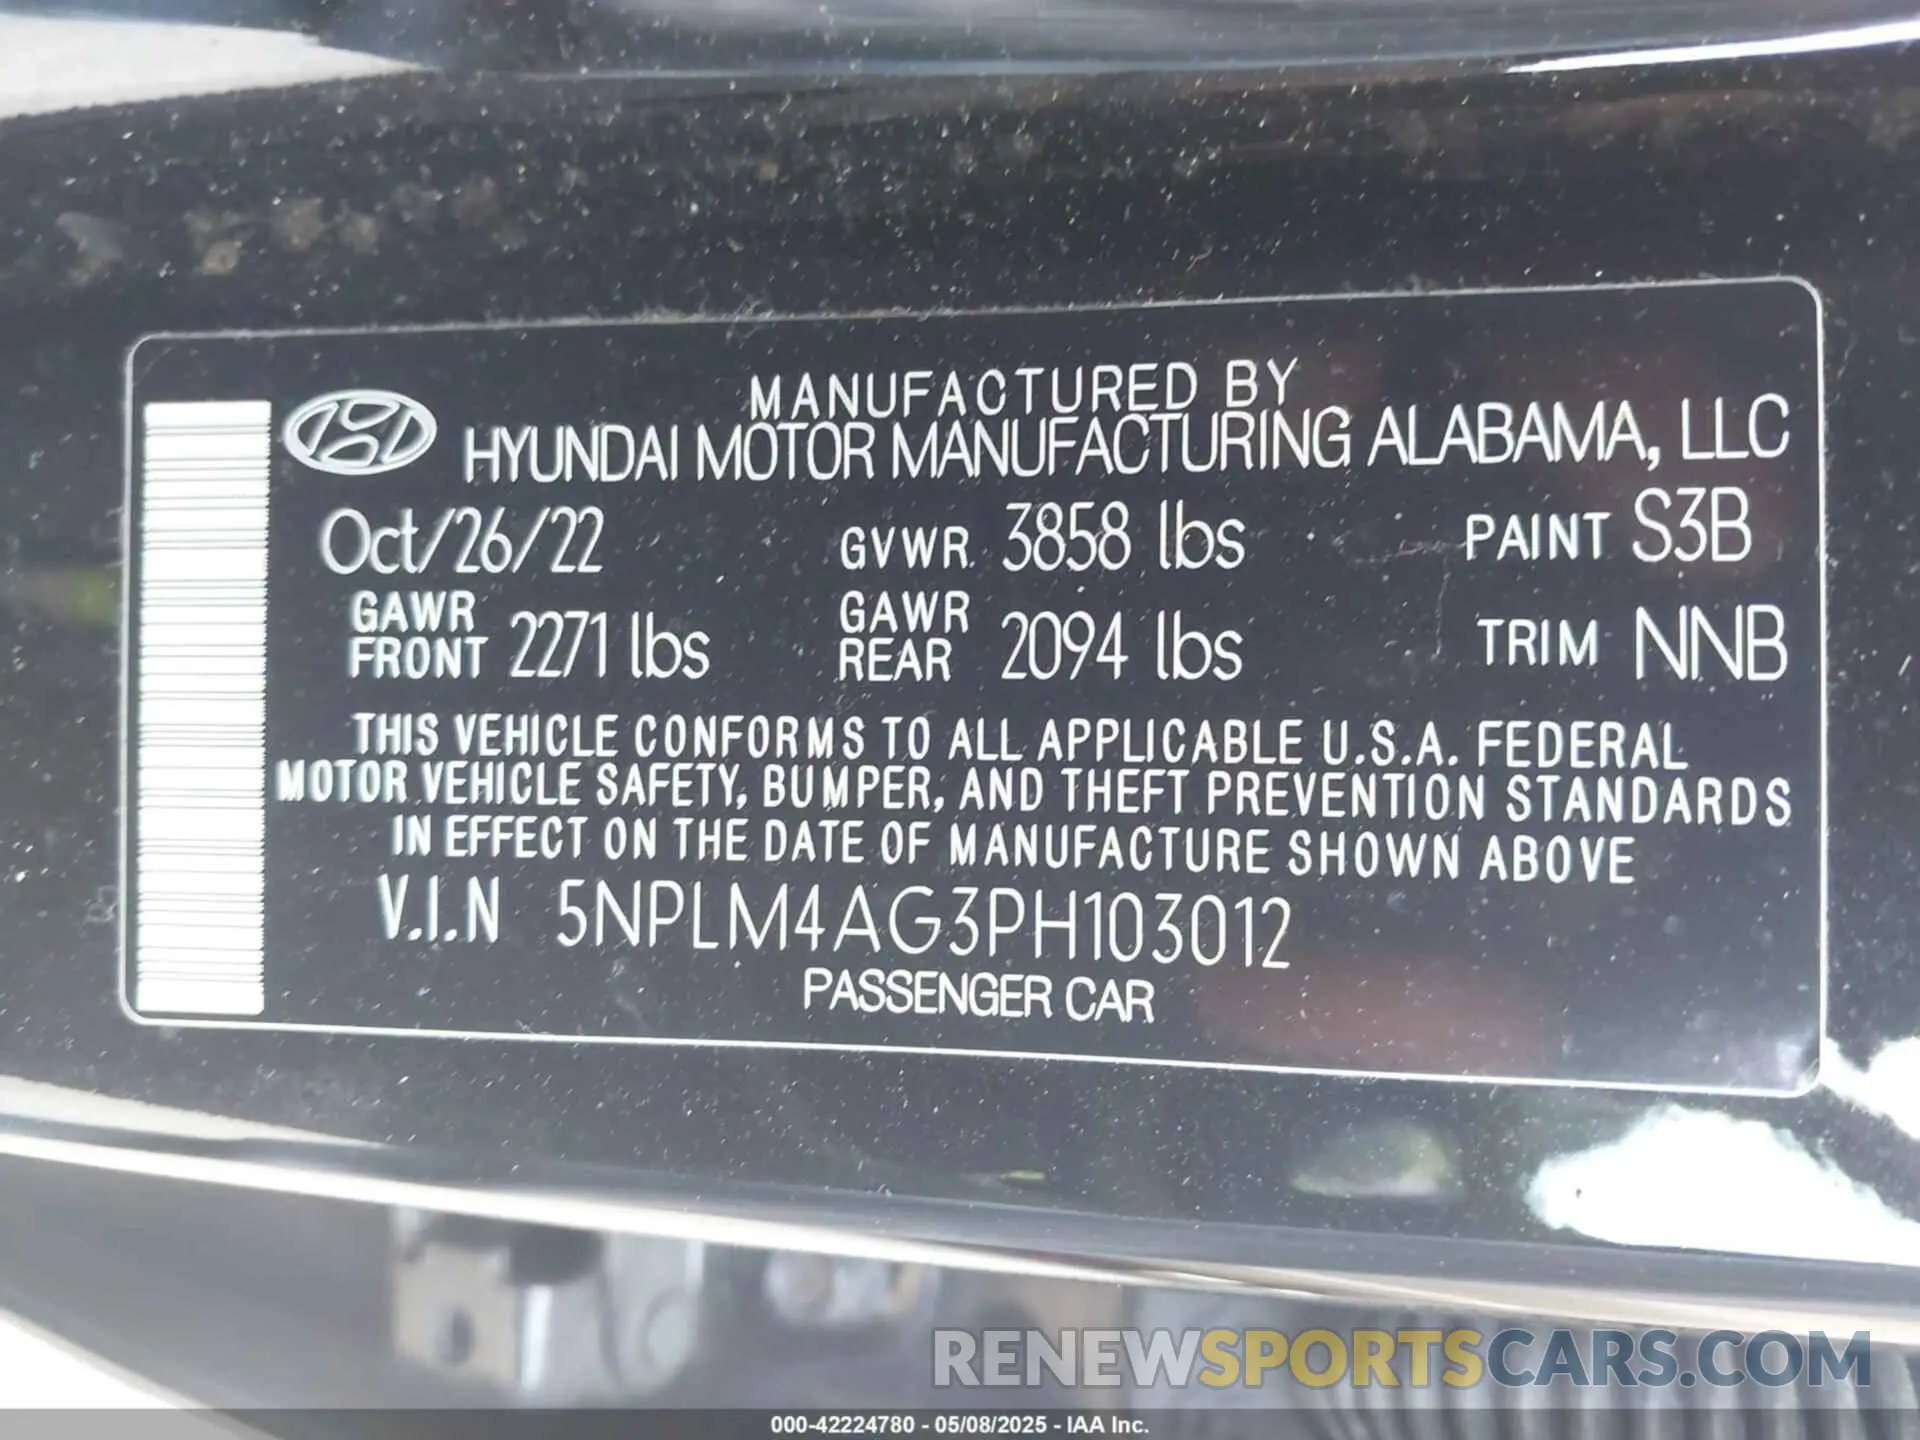 MANUFACTURED BY
HYUNDAI MOTOR MANUFACTURING ALABAMA, LLC
Oct/26/22 GVWR 3858 lbs PAINT S3B
GAWR FRONT 2271 lbs GAWR REAR 2094 lbs TRIM NNB
THIS VEHICLE CONFORMS TO ALL APPLICABLE U.S.A. FEDERAL
MOTOR VEHICLE SAFETY, BUMPER, AND THEFT PREVENTION STANDARDS
IN EFFECT ON THE DATE OF MANUFACTURE SHOWN ABOVE
V.I.N 5NPLM4AG3PH103012
PASSENGER CAR
RENEWSPORTSCARS.COM
000-42224780 - 05/08/2025 - IAA Inc.